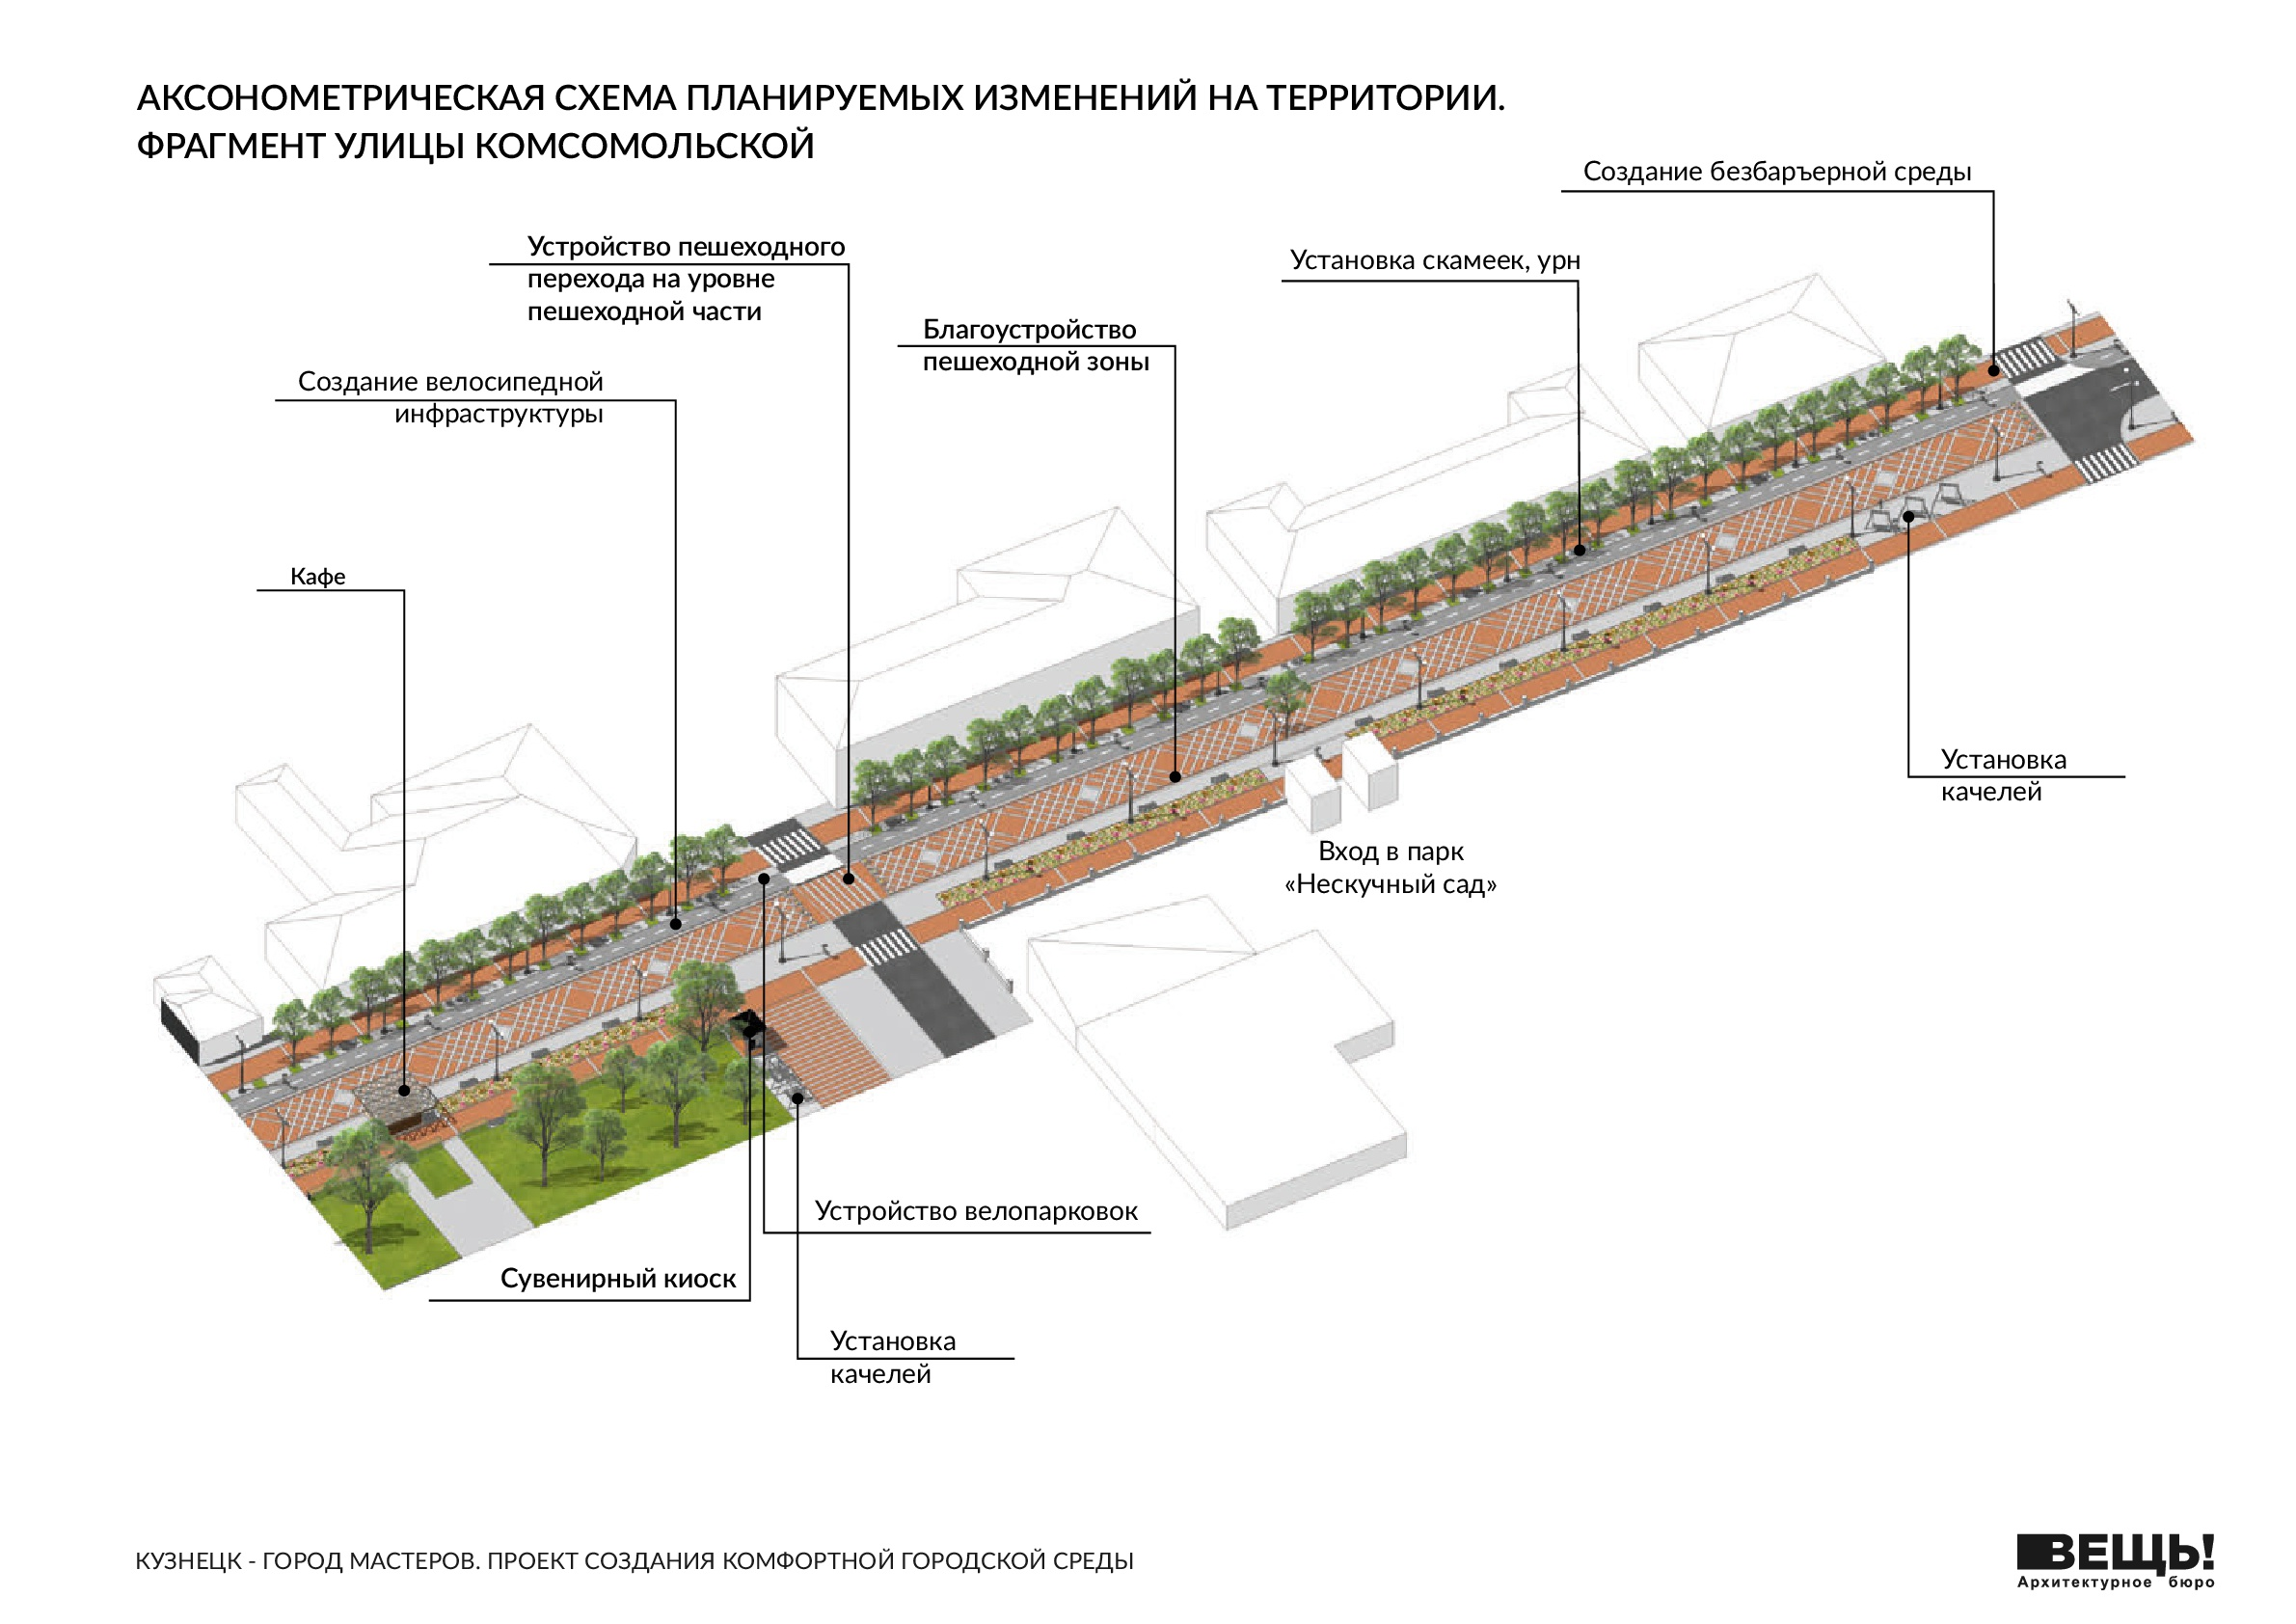 АКСОНОМЕТРИЧЕСКАЯ СХЕМА ПЛАНИРУЕМЫХ ИЗМЕНЕНИЙ НА ТЕРРИТОРИИ.
ФРАГМЕНТ УЛИЦЫ КОМСОМОЛЬСКОЙ
Создание безбаръерной среды
Устройство пешеходного
перехода на уровне
пешеходной части
Установка скамеек, урн
Благоустройство
пешеходной зоны
Создание велосипедной
инфраструктуры
Кафе
Установка
качелей
Вход в парк
«Нескучный сад»
Устройство велопарковок
Сувенирный киоск
Установка
качелей
КУЗНЕЦК - ГОРОД МАСТЕРОВ. ПРОЕКТ СОЗДАНИЯ КОМФОРТНОЙ ГОРОДСКОЙ СРЕДЫ
ВЕЩЬ!
Архитектурное бюро